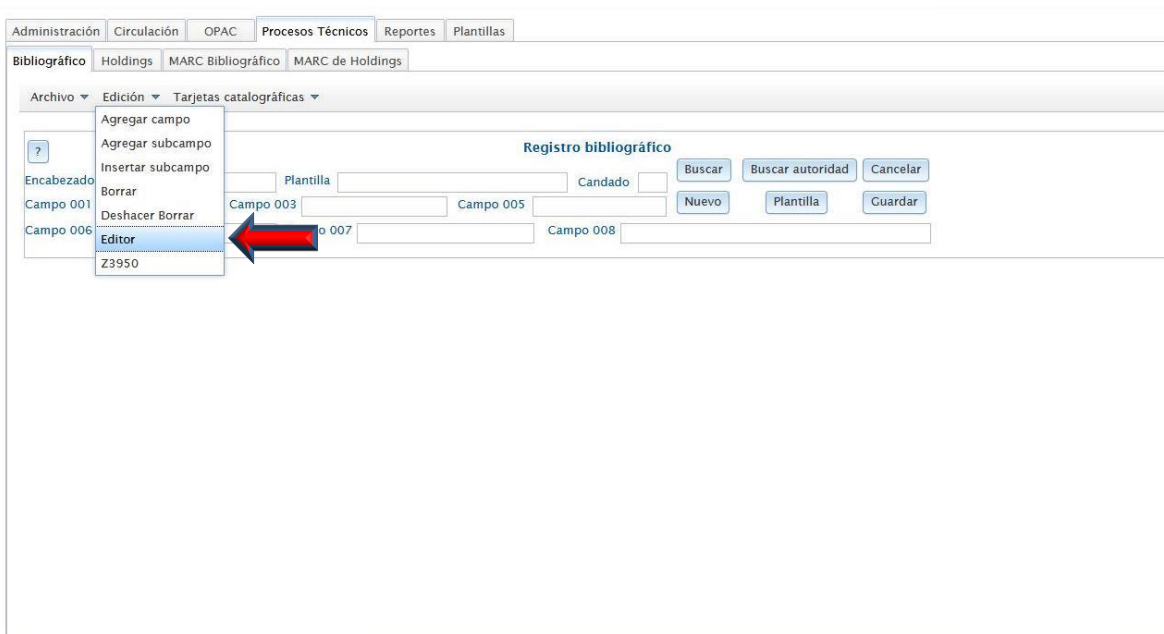 Administración Circulación OPAC Procesos Técnicos Reportes Plantillas
Bibliográfico Holdings MARC Bibliográfico MARC de Holdings
Archivo Edición Tarjetas catalográficas
Agregar campo
Agregar subcampo
Insertar subcampo
Borrar
Deshacer Borrar
Editor
Z3950
? Registro bibliográfico
Encabezado Plantilla Candado Buscar Buscar autoridad Cancelar
Campo 001 Campo 003 Campo 005 Nuevo Plantilla Guardar
Campo 006 o 007 Campo 008